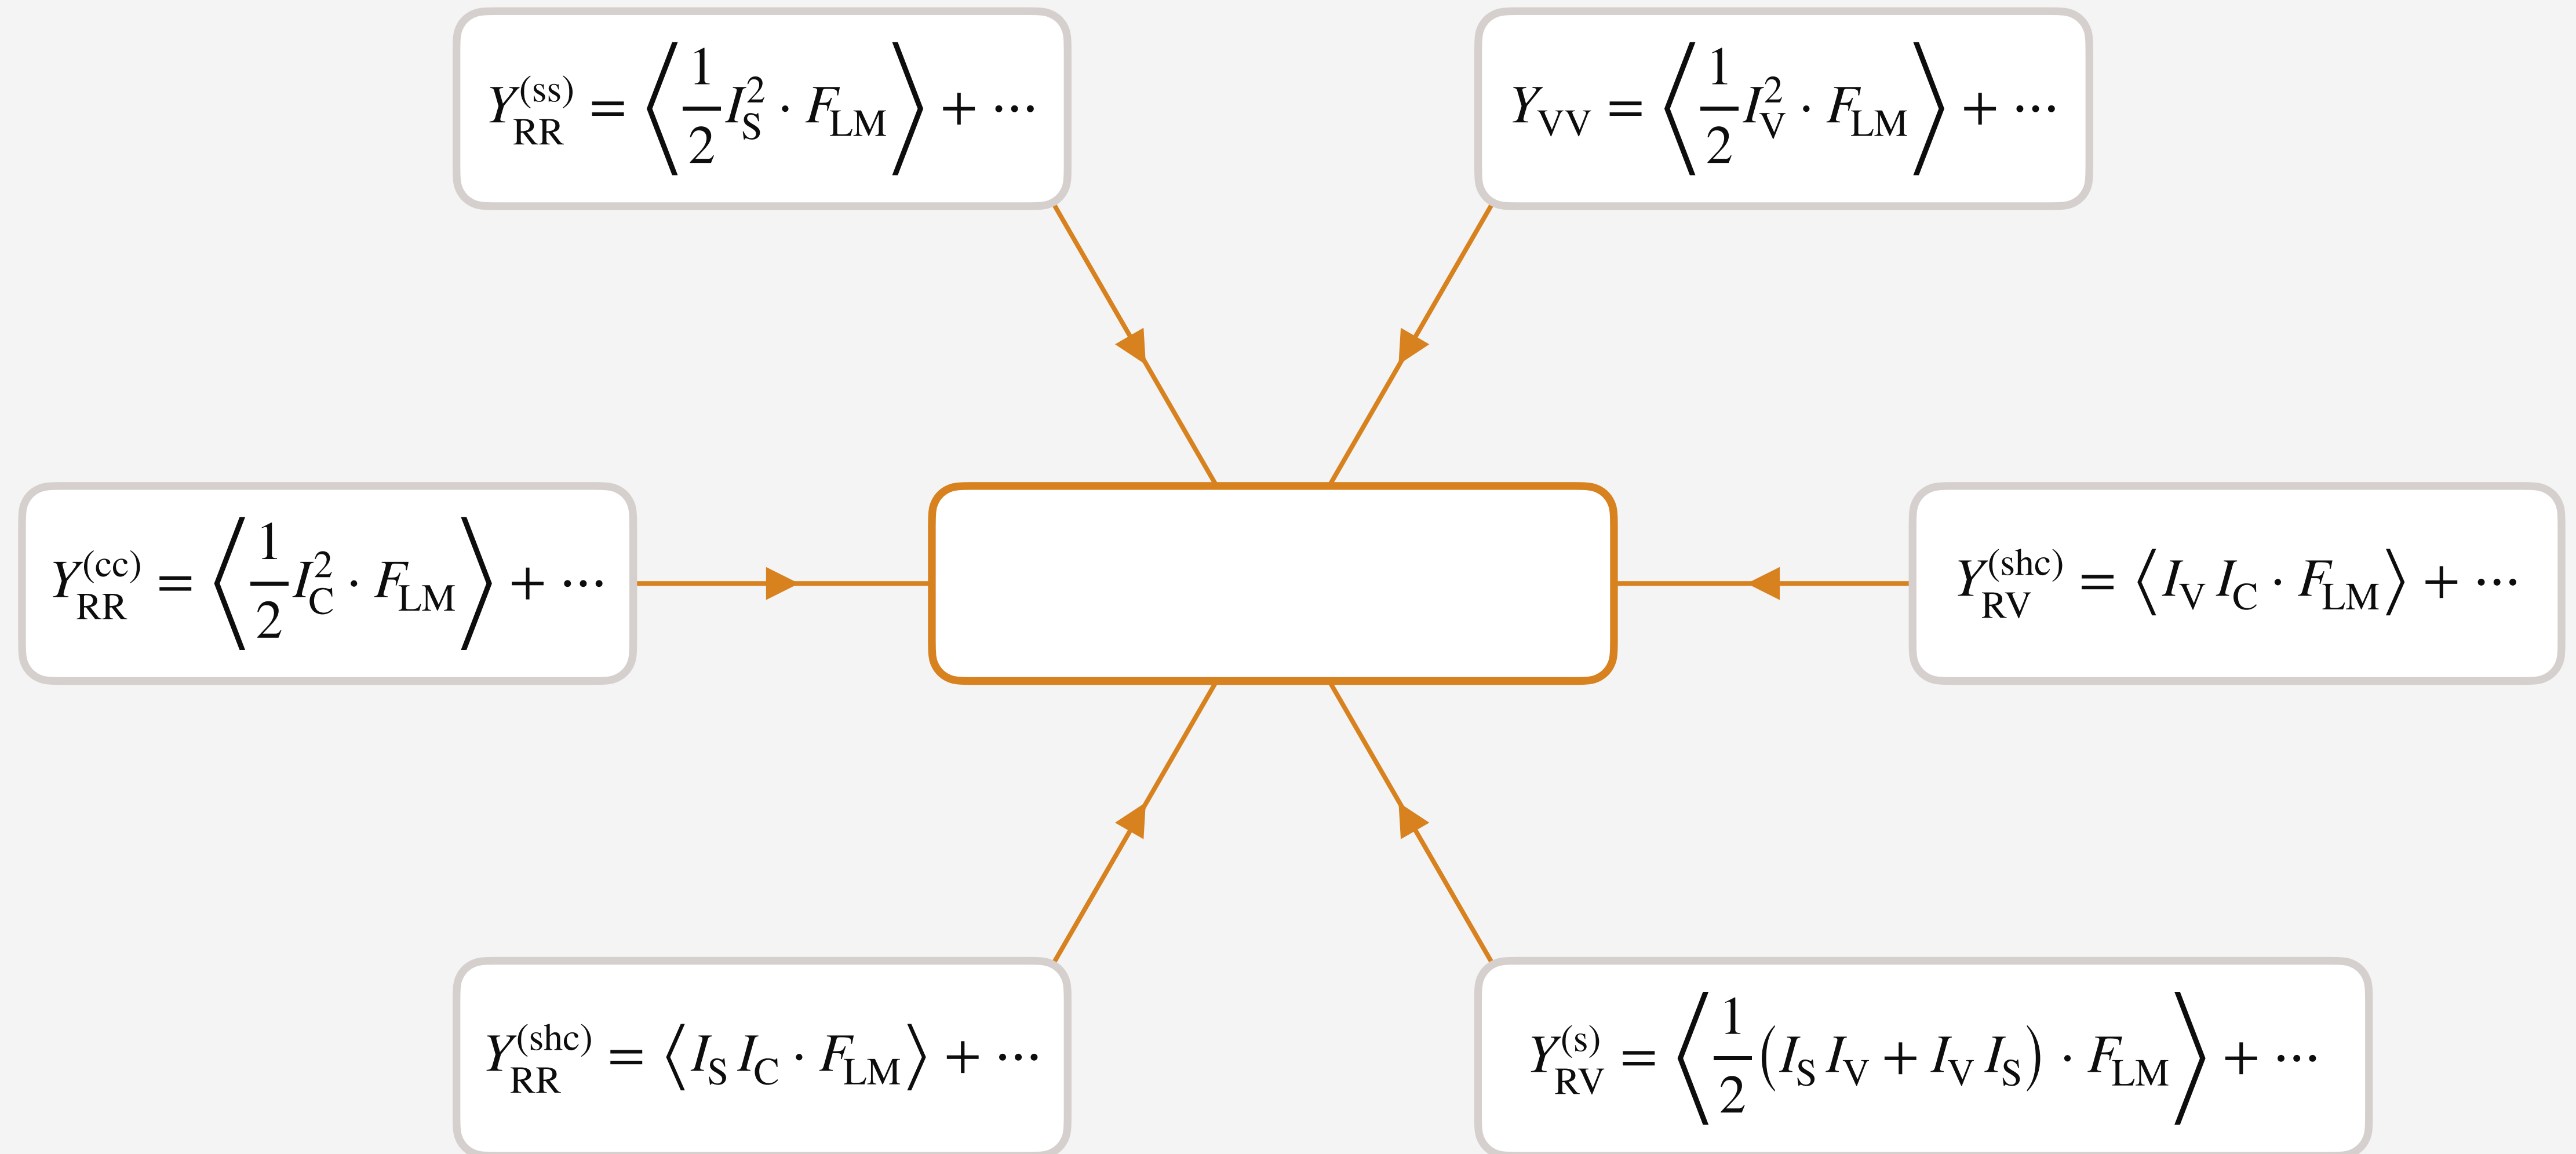 Y_RR^(ss) = ⟨ 1/2 I_S^2 · F_LM ⟩ + ···
Y_VV = ⟨ 1/2 I_V^2 · F_LM ⟩ + ···
Y_RR^(cc) = ⟨ 1/2 I_C^2 · F_LM ⟩ + ···
Y_RV^(shc) = ⟨ I_V I_C · F_LM ⟩ + ···
Y_RR^(shc) = ⟨ I_S I_C · F_LM ⟩ + ···
Y_RV^(s) = ⟨ 1/2 (I_S I_V + I_V I_S) · F_LM ⟩ + ···